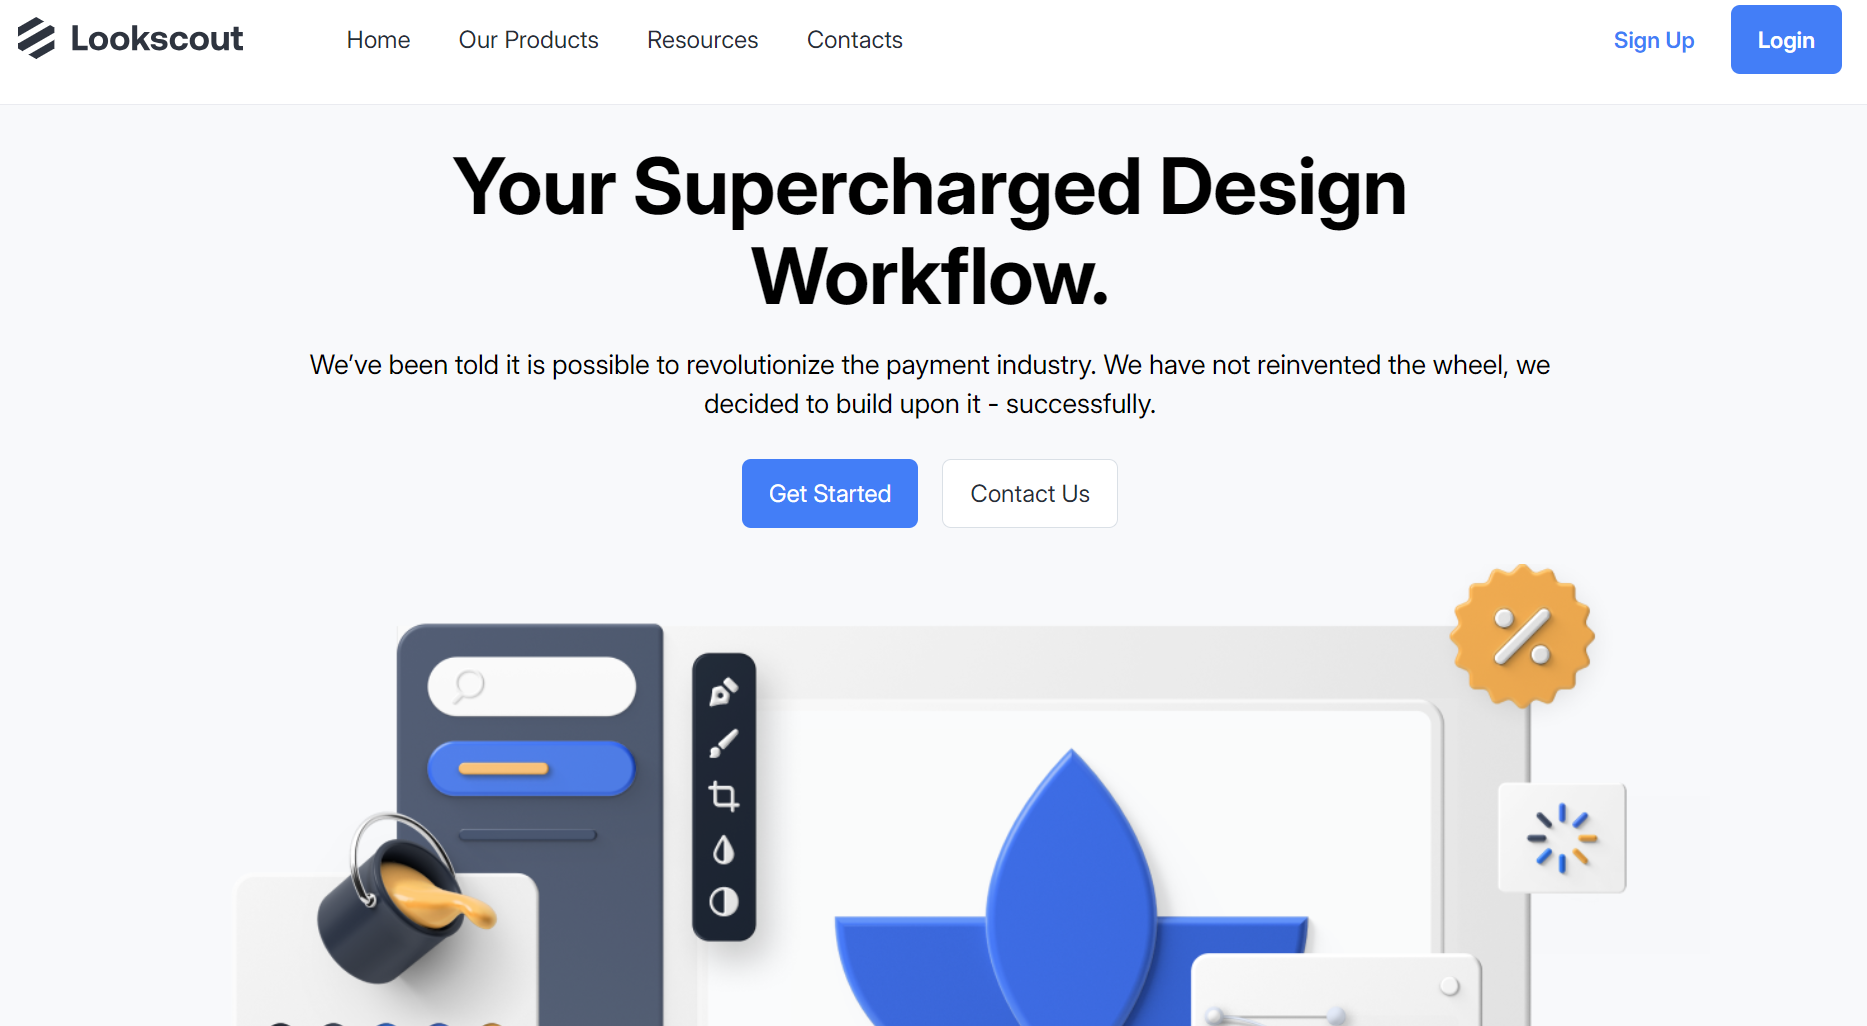 Lookscout
Home
Our Products
Resources
Contacts
Sign Up
Login
Your Supercharged Design
Workflow.
We’ve been told it is possible to revolutionize the payment industry. We have not reinvented the wheel, we
decided to build upon it - successfully.
Get Started
Contact Us
%